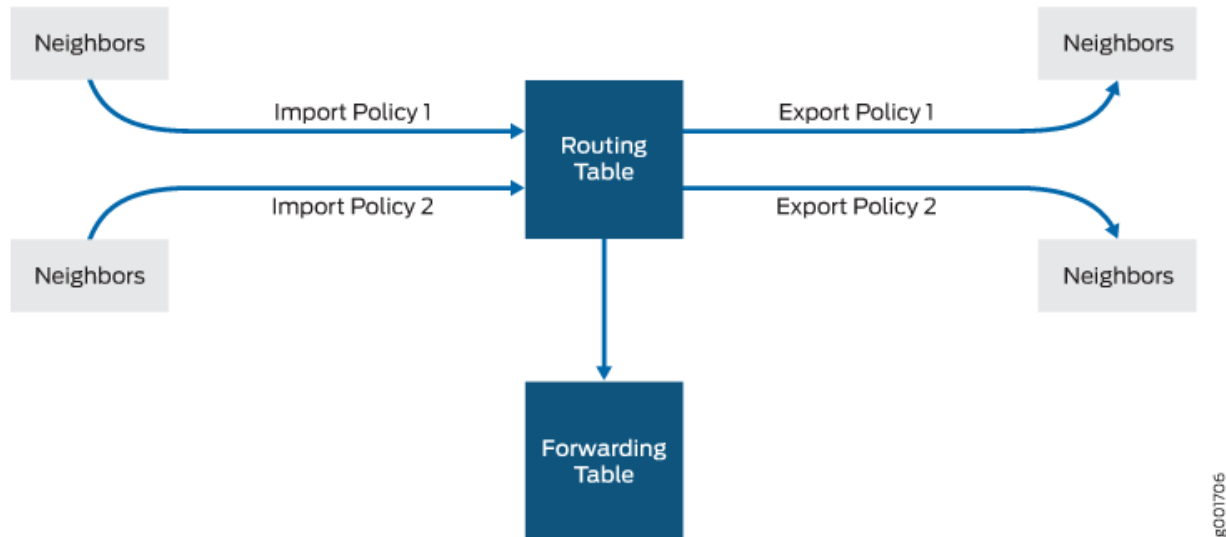 Neighbors
Neighbors
Import Policy 1
Export Policy 1
Routing
Table
Import Policy 2
Export Policy 2
Neighbors
Neighbors
Forwarding
Table
g001706